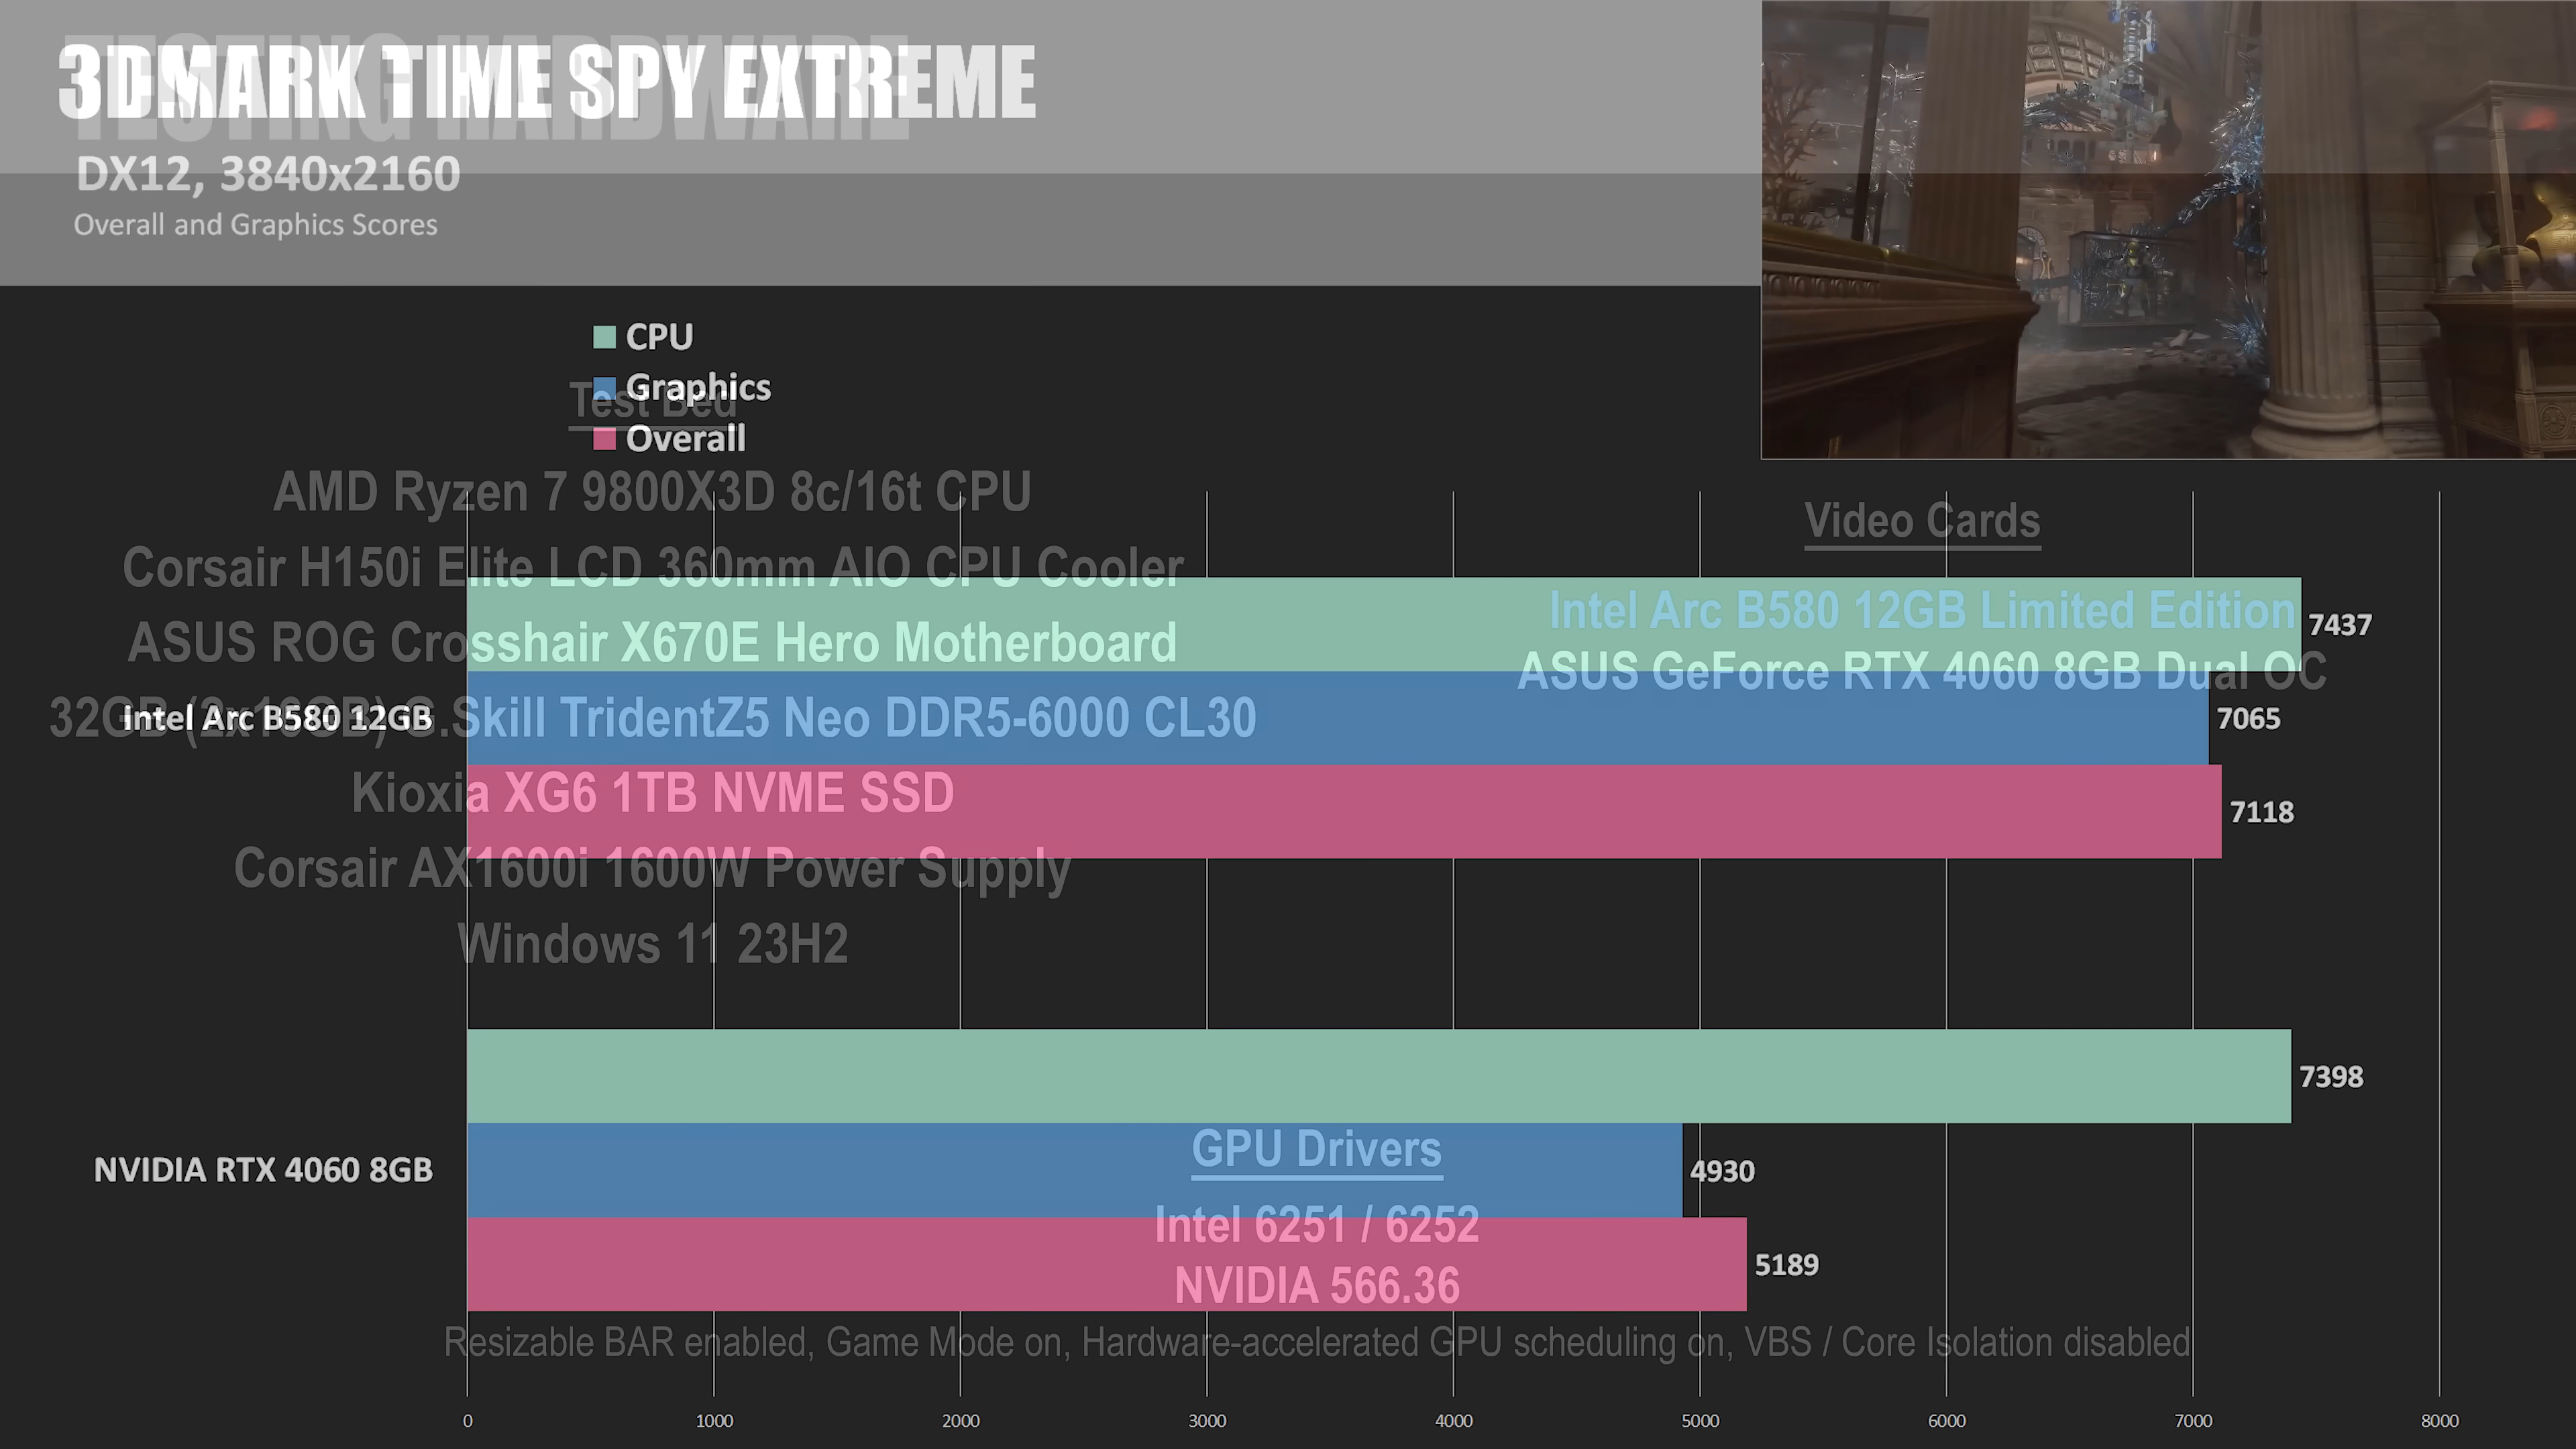 3DMARK TIME SPY EXTREME
TESTING HARDWARE
DX12, 3840x2160
Overall and Graphics Scores
CPU
Graphics
Overall
Test Bed
AMD Ryzen 7 9800X3D 8c/16t CPU
Corsair H150i Elite LCD 360mm AIO CPU Cooler
ASUS ROG Crosshair X670E Hero Motherboard
32GB (2x16GB) G.Skill TridentZ5 Neo DDR5-6000 CL30
Kioxia XG6 1TB NVME SSD
Corsair AX1600i 1600W Power Supply
Windows 11 23H2
Video Cards
Intel Arc B580 12GB Limited Edition
ASUS GeForce RTX 4060 8GB Dual OC
intel Arc B580 12GB
7437
7065
7118
NVIDIA RTX 4060 8GB
7398
4930
5189
GPU Drivers
Intel 6251 / 6252
NVIDIA 566.36
Resizable BAR enabled, Game Mode on, Hardware-accelerated GPU scheduling on, VBS / Core Isolation disabled
0 1000 2000 3000 4000 5000 6000 7000 8000